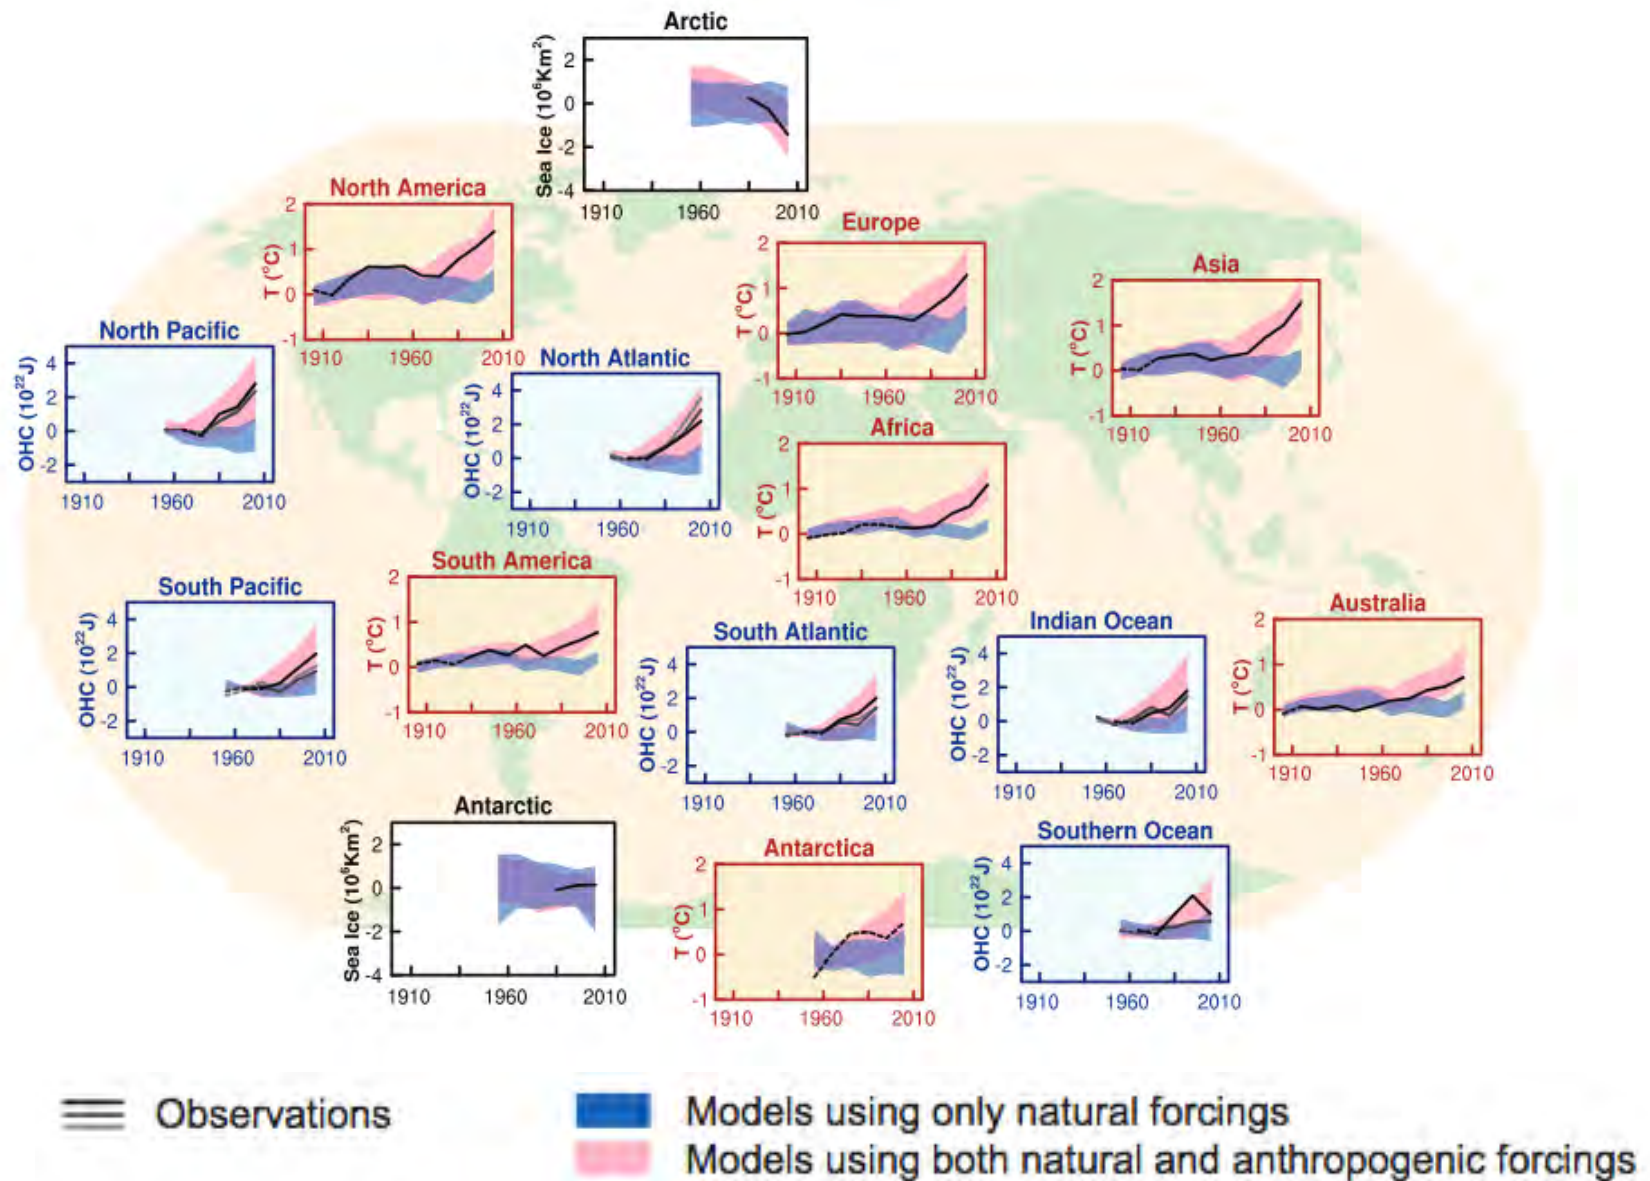 Arctic
Sea Ice (10⁶Km²)
2
0
-2
-4
1910 1960 2010
North America
T (°C)
2
1
0
-1
1910 1960 2010
Europe
T (°C)
2
1
0
-1
1910 1960 2010
Asia
T (°C)
2
1
0
-1
1910 1960 2010
North Pacific
OHC (10²²J)
4
2
0
-2
1910 1960 2010
North Atlantic
OHC (10²²J)
4
2
0
-2
1910 1960 2010
Africa
T (°C)
2
1
0
-1
1910 1960 2010
South Pacific
OHC (10²²J)
4
2
0
-2
1910 1960 2010
South America
T (°C)
2
1
0
-1
1910 1960 2010
South Atlantic
OHC (10²²J)
4
2
0
-2
1910 1960 2010
Indian Ocean
OHC (10²²J)
4
2
0
-2
1910 1960 2010
Australia
T (°C)
2
1
0
-1
1910 1960 2010
Antarctic
Sea Ice (10⁶Km²)
2
0
-2
-4
1910 1960 2010
Antarctica
T (°C)
2
1
0
-1
1910 1960 2010
Southern Ocean
OHC (10²²J)
4
2
0
-2
1910 1960 2010
Observations
Models using only natural forcings
Models using both natural and anthropogenic forcings